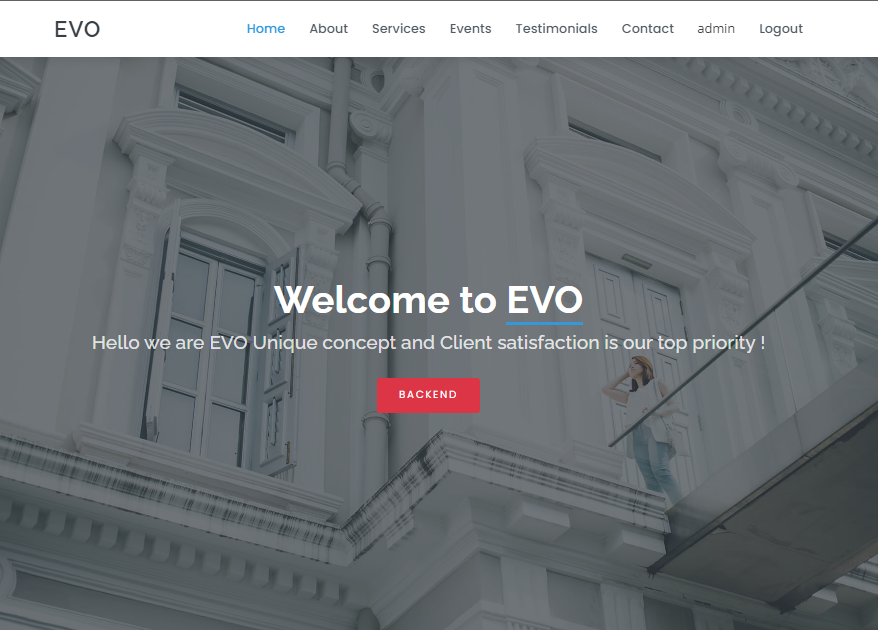 EVO Home About Services Events Testimonials Contact admin Logout
Welcome to EVO
Hello we are EVO Unique concept and Client satisfaction is our top priority !
BACKEND